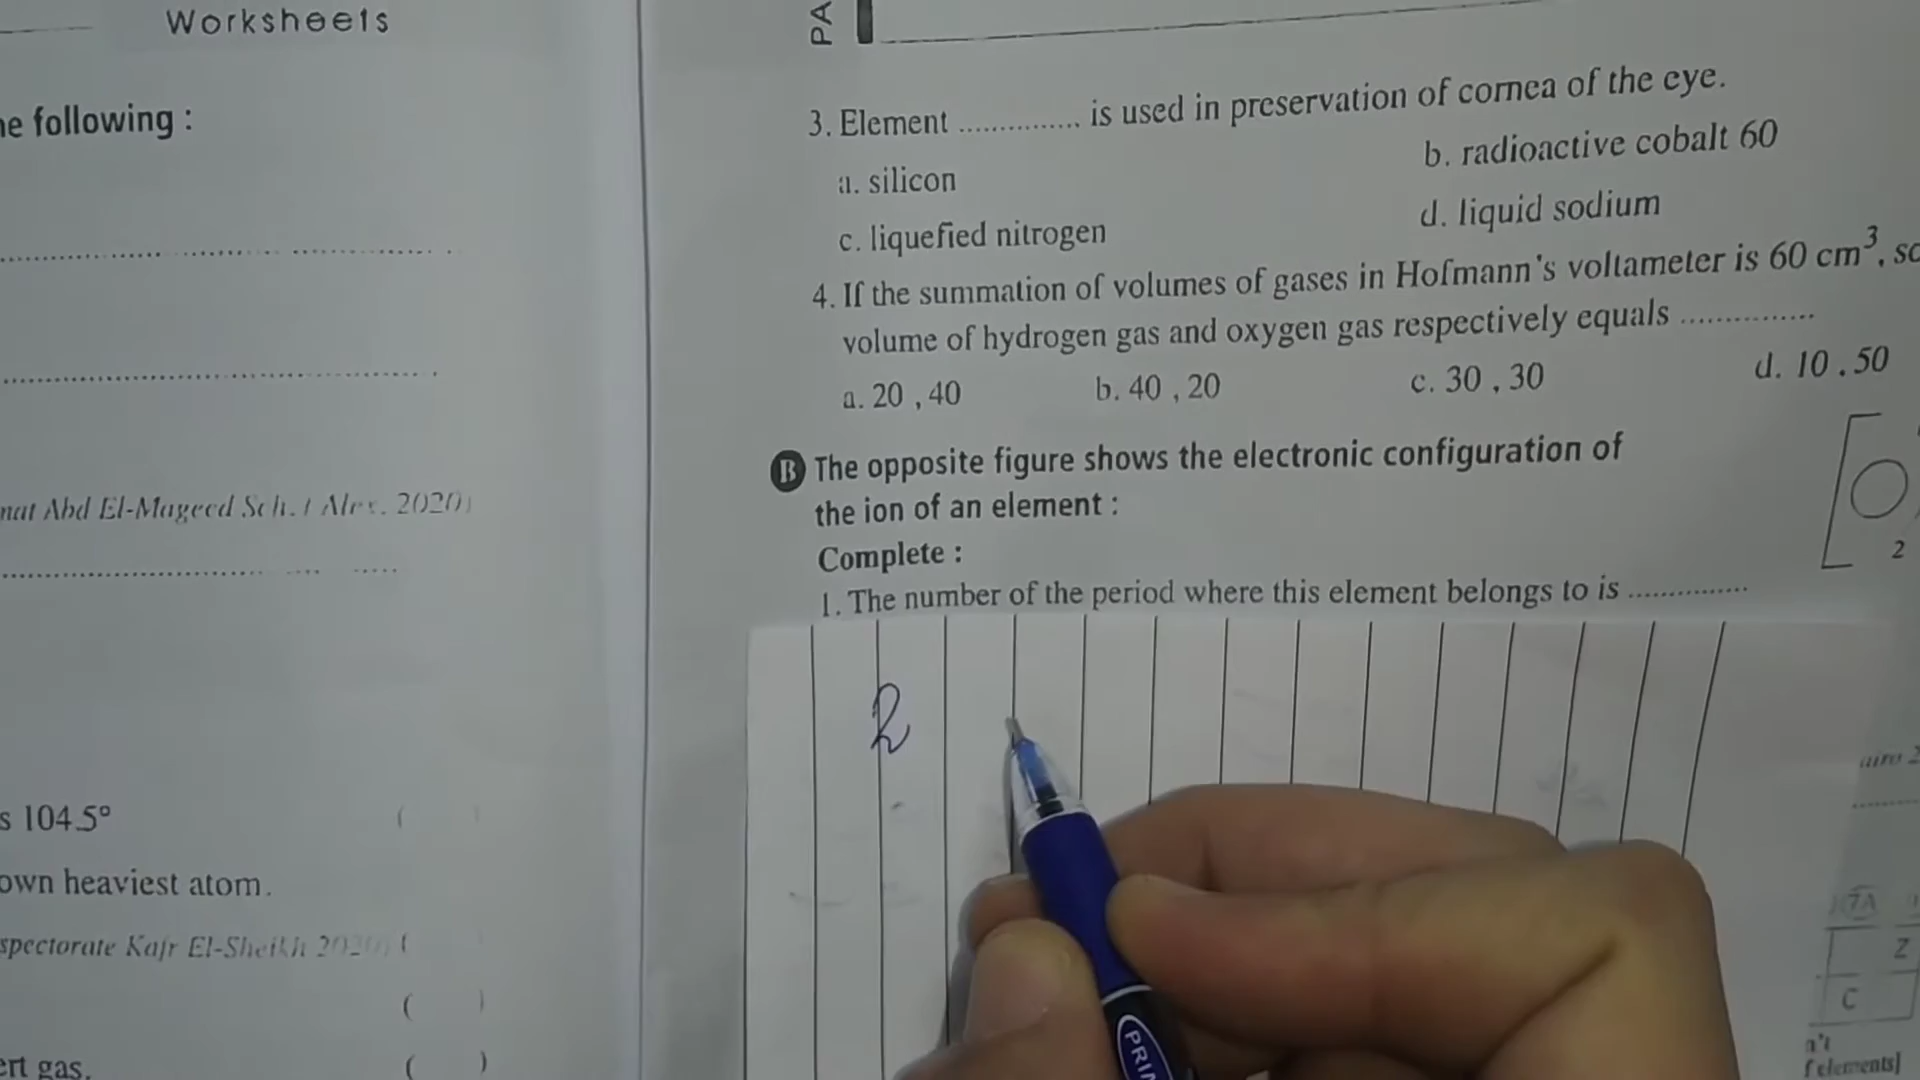 Worksheets
he following :
nat Abd El-Mageed Sch. / Alex. 2020)
s 104.5° ( )
own heaviest atom.
spectorate Kafr El-Sheikh 2020) (
( )
ert gas. ( )
PA
3. Element .............. is used in preservation of cornea of the eye.
a. silicon b. radioactive cobalt 60
c. liquefied nitrogen d. liquid sodium
4. If the summation of volumes of gases in Hofmann's voltameter is 60 cm³, so
volume of hydrogen gas and oxygen gas respectively equals ..............
a. 20 , 40 b. 40 , 20 c. 30 , 30 d. 10 . 50
B The opposite figure shows the electronic configuration of
the ion of an element :
2
Complete :
1. The number of the period where this element belongs to is ..............
2
7A
Z
C
f elements]
PRI